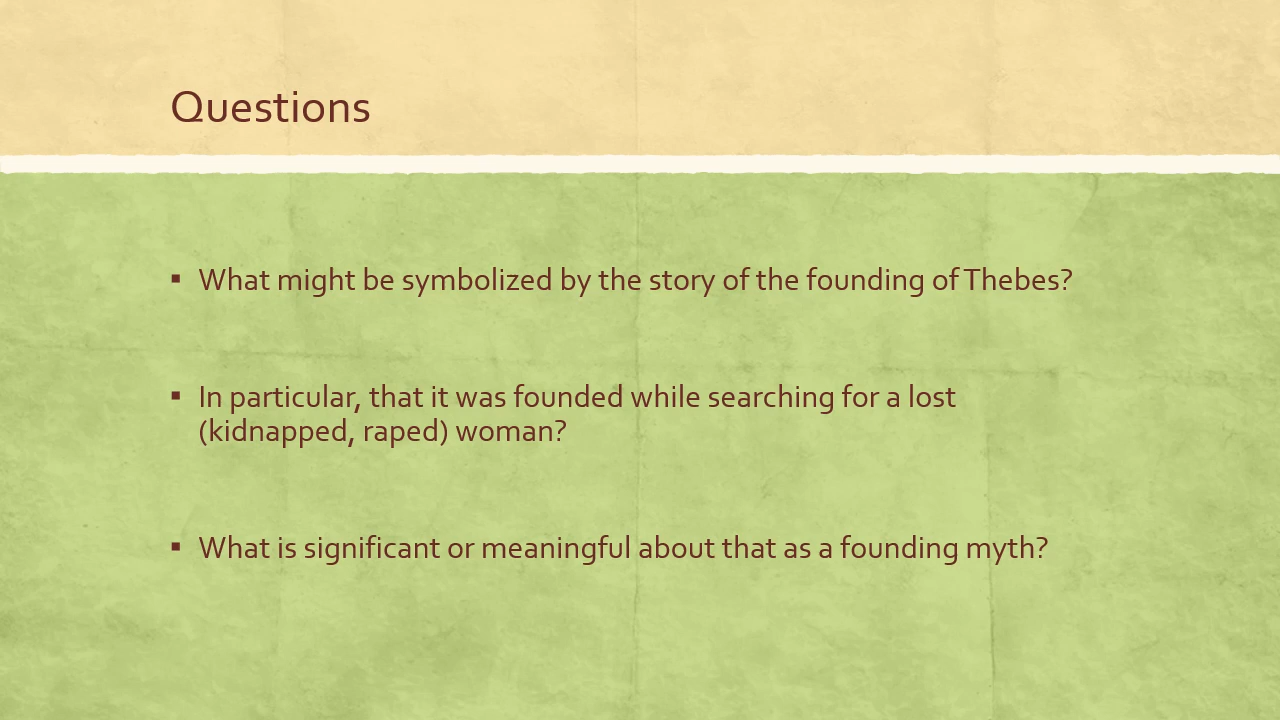 Questions
▪ What might be symbolized by the story of the founding of Thebes?
▪ In particular, that it was founded while searching for a lost
(kidnapped, raped) woman?
▪ What is significant or meaningful about that as a founding myth?